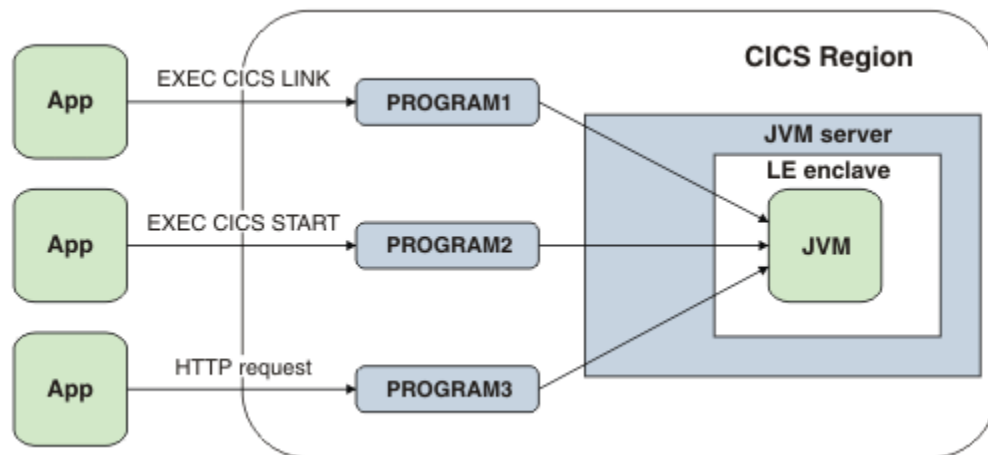 CICS Region
App
EXEC CICS LINK
PROGRAM1
JVM server
LE enclave
App
EXEC CICS START
PROGRAM2
JVM
App
HTTP request
PROGRAM3